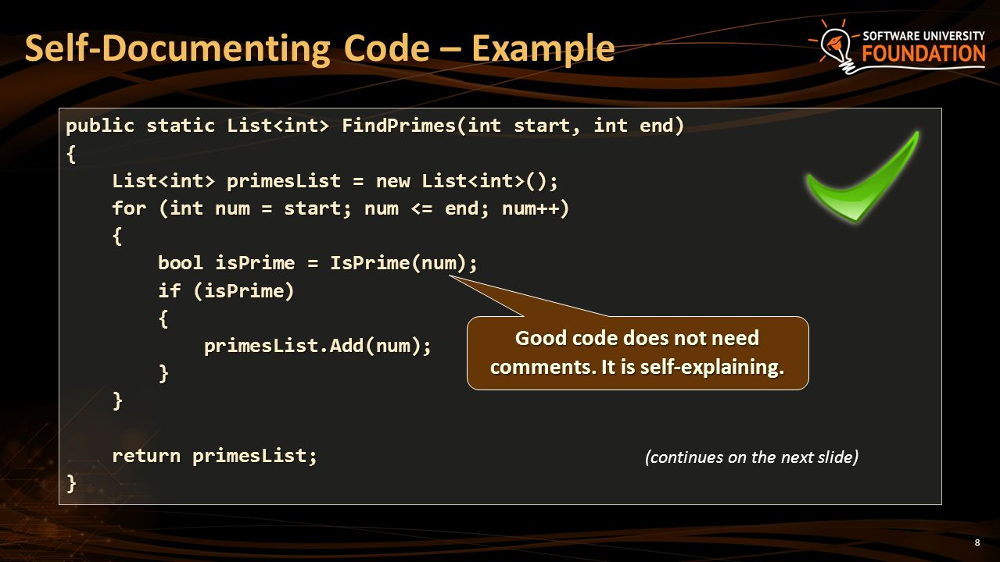 Self-Documenting Code – Example
SOFTWARE UNIVERSITY
FOUNDATION
public static List<int> FindPrimes(int start, int end)
{
    List<int> primesList = new List<int>();
    for (int num = start; num <= end; num++)
    {
        bool isPrime = IsPrime(num);
        if (isPrime)
        {
            primesList.Add(num);
        }
    }
    return primesList;
}
Good code does not need
comments. It is self-explaining.
(continues on the next slide)
8